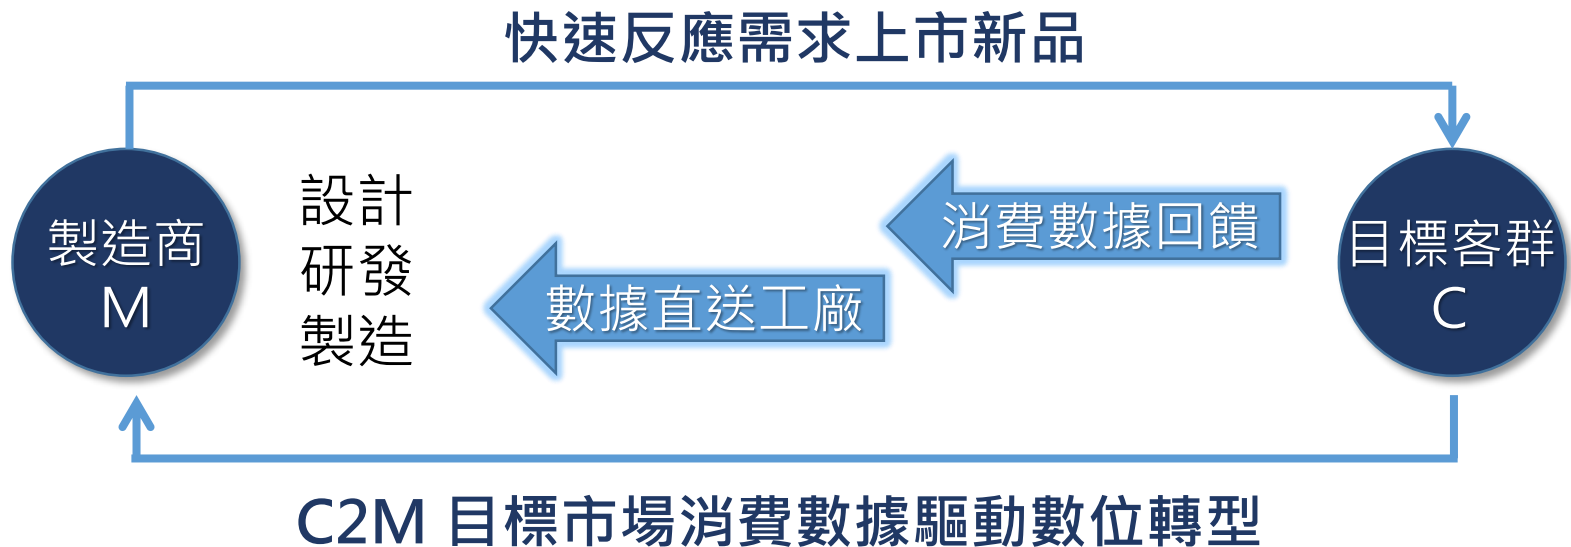 快速反應需求上市新品
製造商
M
設計
研發
製造
消費數據回饋
數據直送工廠
目標客群
C
C2M 目標市場消費數據驅動數位轉型